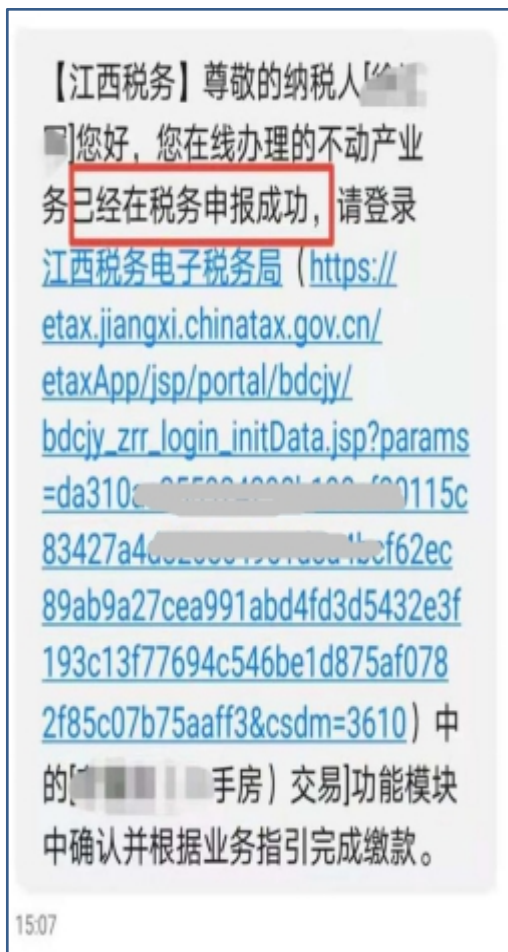 【江西税务】尊敬的纳税人[
]您好，您在线办理的不动产业
务已经在税务申报成功，请登录
江西税务电子税务局（https://
etax.jiangxi.chinatax.gov.cn/
etaxApp/jsp/portal/bdcjy/
bdcjy_zrr_login_initData.jsp?params
=da310 0115c
83427a4 f62ec
89ab9a27cea991abd4fd3d5432e3f
193c13f77694c546be1d875af078
2f85c07b75aaff3&csdm=3610）中
的[ 手房）交易]功能模块
中确认并根据业务指引完成缴款。
15:07